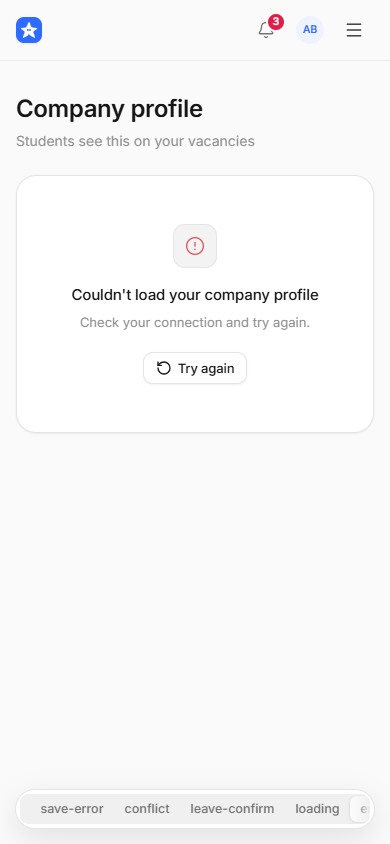 3
AB
Company profile
Students see this on your vacancies
Couldn't load your company profile
Check your connection and try again.
Try again
save-error conflict leave-confirm loading